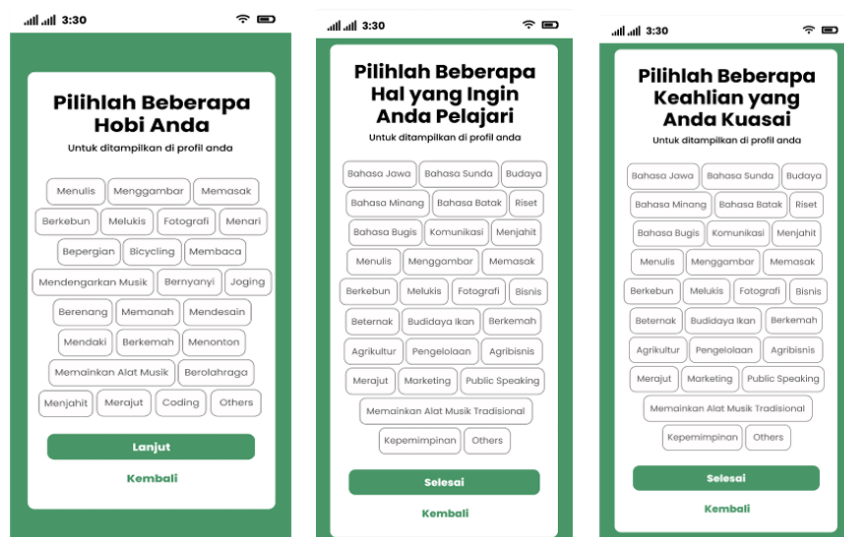 3:30
Pilihlah Beberapa
Hobi Anda
Untuk ditampilkan di profil anda
Menulis Menggambar Memasak
Berkebun Melukis Fotografi Menari
Bepergian Bicycling Membaca
Mendengarkan Musik Bernyanyi Joging
Berenang Memanah Mendesain
Mendaki Berkemah Menonton
Memainkan Alat Musik Berolahraga
Menjahit Merajut Coding Others
Lanjut
Kembali
3:30
Pilihlah Beberapa
Hal yang Ingin
Anda Pelajari
Untuk ditampilkan di profil anda
Bahasa Jawa Bahasa Sunda Budaya
Bahasa Minang Bahasa Batak Riset
Bahasa Bugis Komunikasi Menjahit
Menulis Menggambar Memasak
Berkebun Melukis Fotografi Bisnis
Beternak Budidaya Ikan Berkemah
Agrikultur Pengelolaan Agribisnis
Merajut Marketing Public Speaking
Memainkan Alat Musik Tradisional
Kepemimpinan Others
Selesai
Kembali
3:30
Pilihlah Beberapa
Keahlian yang
Anda Kuasai
Untuk ditampilkan di profil anda
Bahasa Jawa Bahasa Sunda Budaya
Bahasa Minang Bahasa Batak Riset
Bahasa Bugis Komunikasi Menjahit
Menulis Menggambar Memasak
Berkebun Melukis Fotografi Bisnis
Beternak Budidaya Ikan Berkemah
Agrikultur Pengelolaan Agribisnis
Merajut Marketing Public Speaking
Memainkan Alat Musik Tradisional
Kepemimpinan Others
Selesai
Kembali